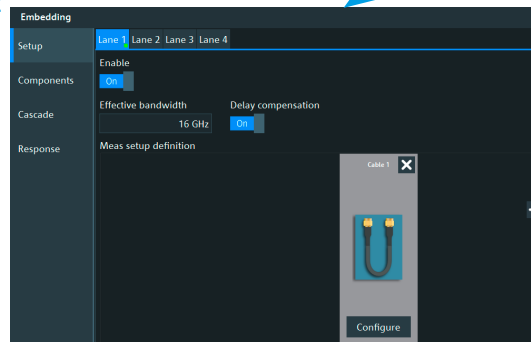 Embedding
Setup
Components
Cascade
Response
Lane 1 Lane 2 Lane 3 Lane 4
Enable
On
Effective bandwidth Delay compensation
16 GHz On
Meas setup definition
Cable 1
Configure